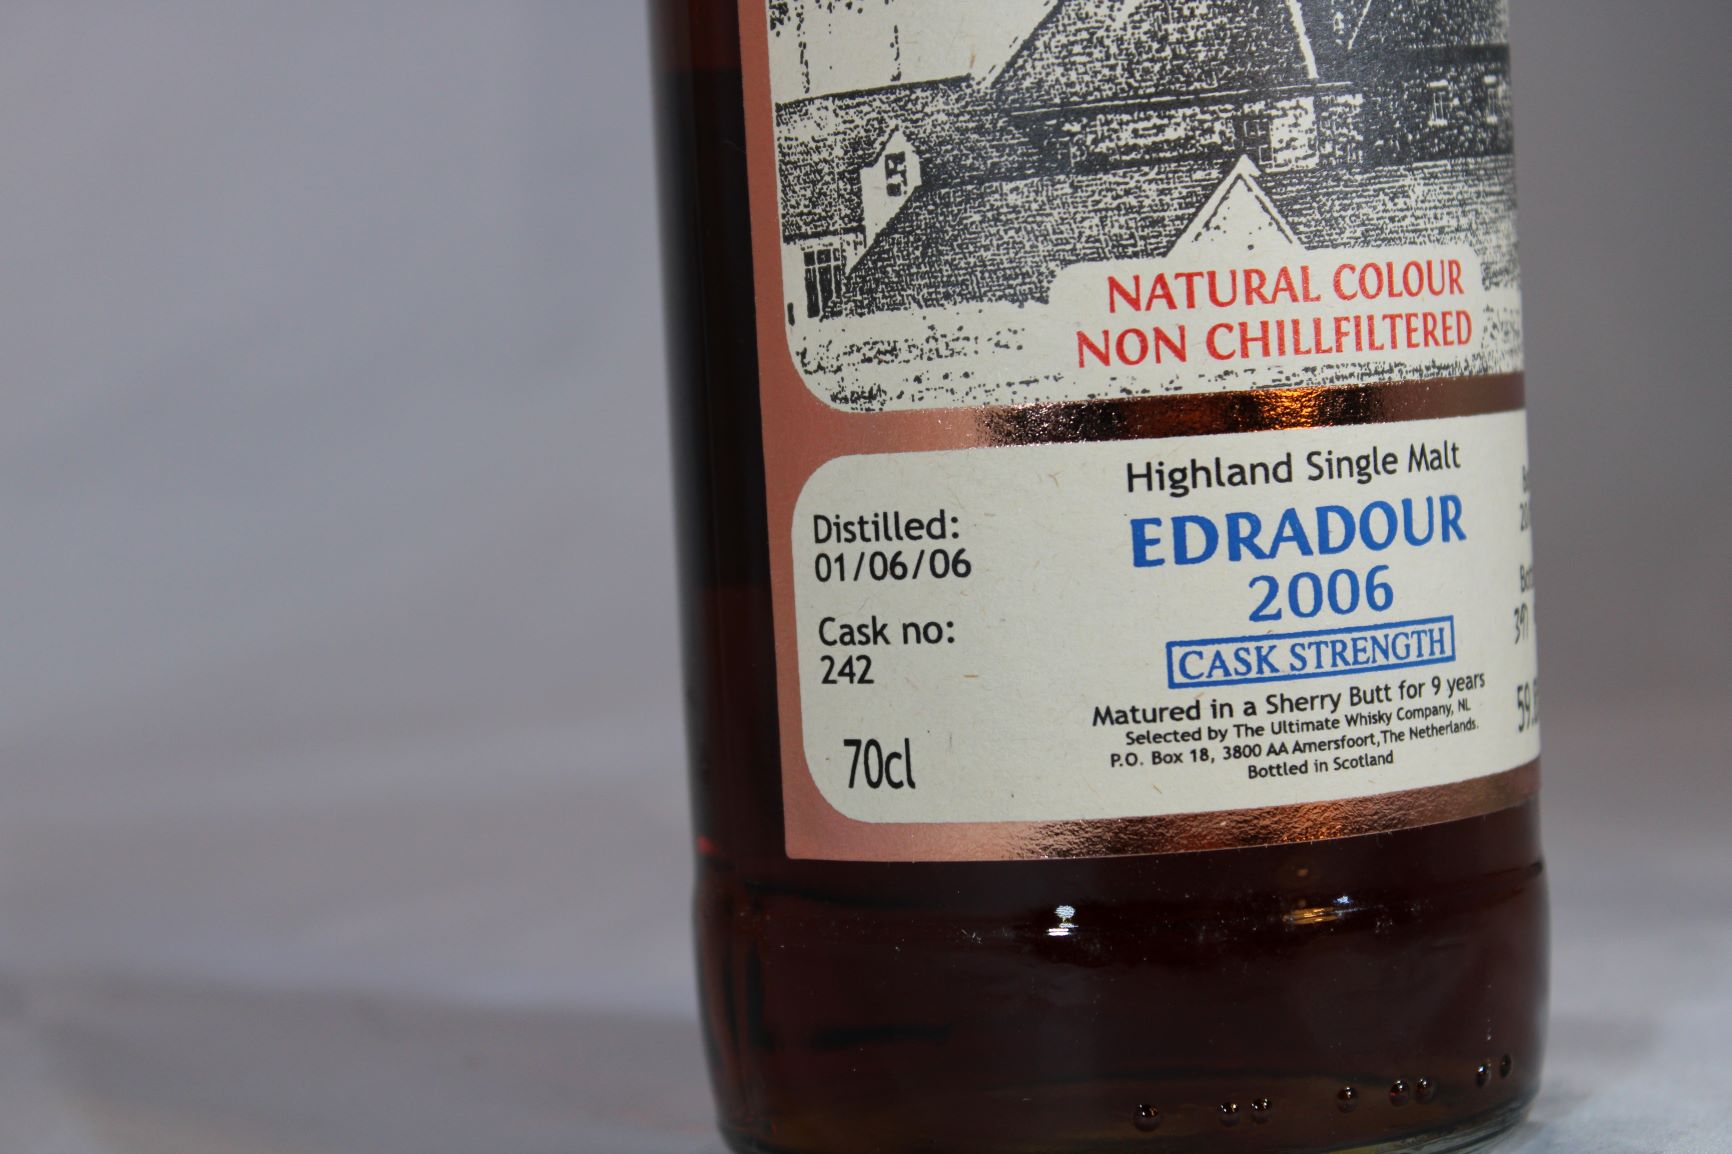 NATURAL COLOUR
NON CHILLFILTERED
Highland Single Malt
EDRADOUR
2006
CASK STRENGTH
Matured in a Sherry Butt for 9 years
Selected by The Ultimate Whisky Company, NL
P.O. Box 18, 3800 AA Amersfoort, The Netherlands.
Bottled in Scotland
Distilled:
01/06/06
Cask no:
242
70cl